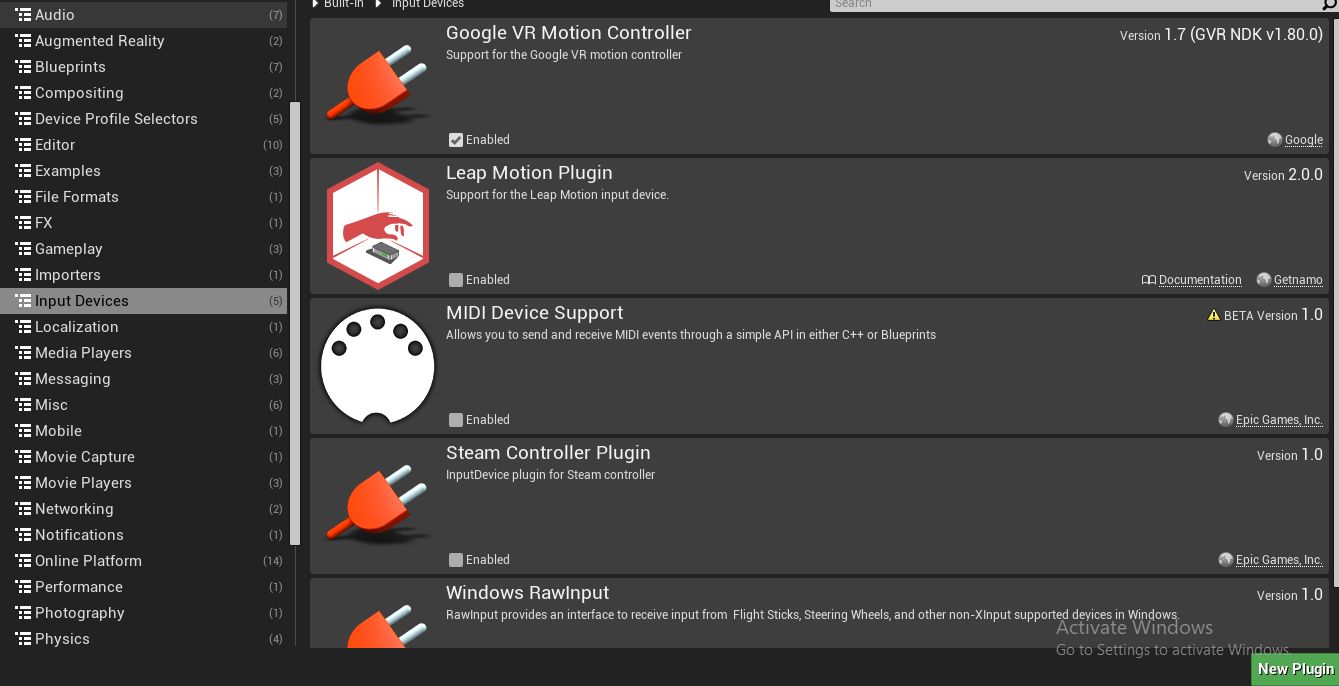 Built-In Input Devices
Search
Audio (7)
Augmented Reality (2)
Blueprints (7)
Compositing (2)
Device Profile Selectors (5)
Editor (10)
Examples (3)
File Formats (1)
FX (1)
Gameplay (3)
Importers (1)
Input Devices (5)
Localization (1)
Media Players (6)
Messaging (3)
Misc (6)
Mobile (1)
Movie Capture (1)
Movie Players (3)
Networking (2)
Notifications (1)
Online Platform (14)
Performance (1)
Photography (1)
Physics (4)
Google VR Motion Controller
Version 1.7 (GVR NDK v1.80.0)
Support for the Google VR motion controller
Enabled
Google
Leap Motion Plugin
Version 2.0.0
Support for the Leap Motion input device.
Enabled
Documentation
Getnamo
MIDI Device Support
BETA Version 1.0
Allows you to send and receive MIDI events through a simple API in either C++ or Blueprints
Enabled
Epic Games, Inc.
Steam Controller Plugin
Version 1.0
InputDevice plugin for Steam controller
Enabled
Epic Games, Inc.
Windows RawInput
Version 1.0
RawInput provides an interface to receive input from Flight Sticks, Steering Wheels, and other non-XInput supported devices in Windows.
Activate Windows
Go to Settings to activate Windows.
New Plugin